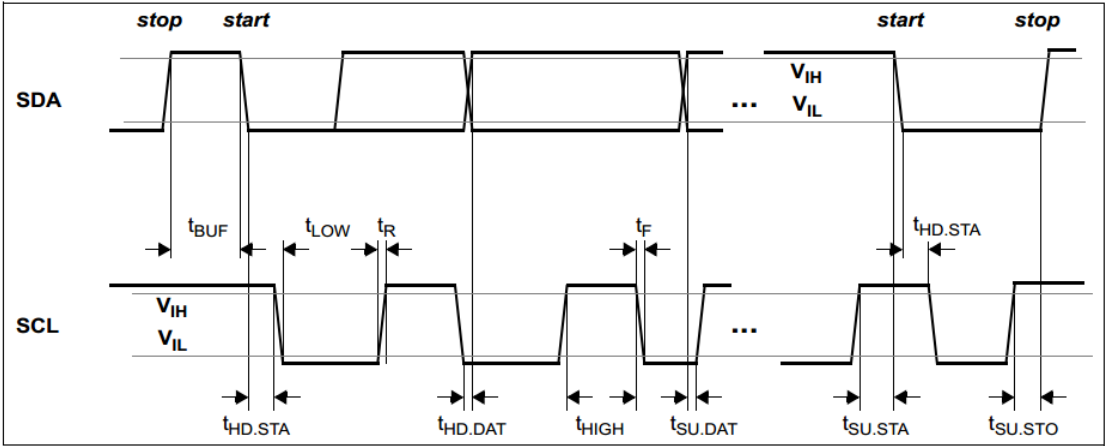 stop start start stop
SDA
VIH
VIL
...
tBUF tLOW tR tF tHD.STA
SCL
VIH
VIL
...
tHD.STA tHD.DAT tHIGH tSU.DAT tSU.STA tSU.STO